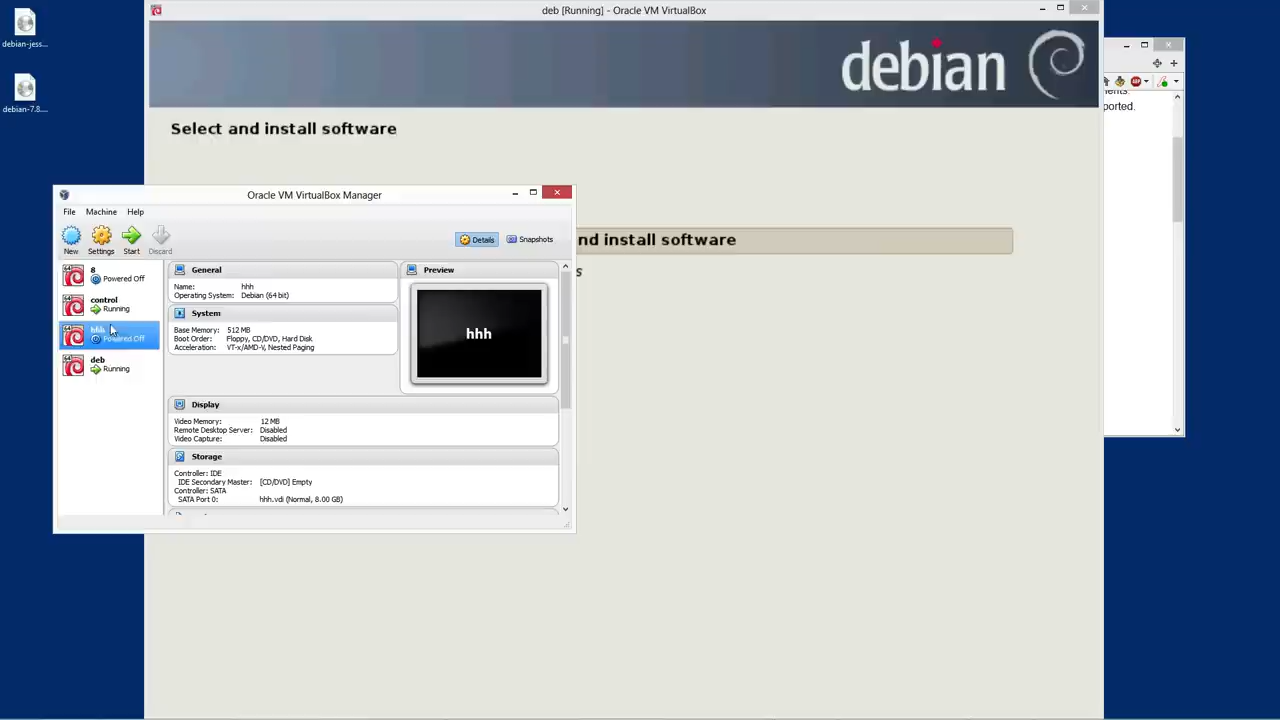 deb [Running] - Oracle VM VirtualBox
debian-jess...
debian-7.8....
debian
Select and install software
nd install software
s
ported.
Oracle VM VirtualBox Manager
File Machine Help
New Settings Start Discard
Details Snapshots
8
Powered Off
control
Running
hhh
Powered Off
deb
Running
General
Name: hhh
Operating System: Debian (64 bit)
System
Base Memory: 512 MB
Boot Order: Floppy, CD/DVD, Hard Disk
Acceleration: VT-x/AMD-V, Nested Paging
Preview
hhh
Display
Video Memory: 12 MB
Remote Desktop Server: Disabled
Video Capture: Disabled
Storage
Controller: IDE
IDE Secondary Master: [CD/DVD] Empty
Controller: SATA
SATA Port 0: hhh.vdi (Normal, 8.00 GB)